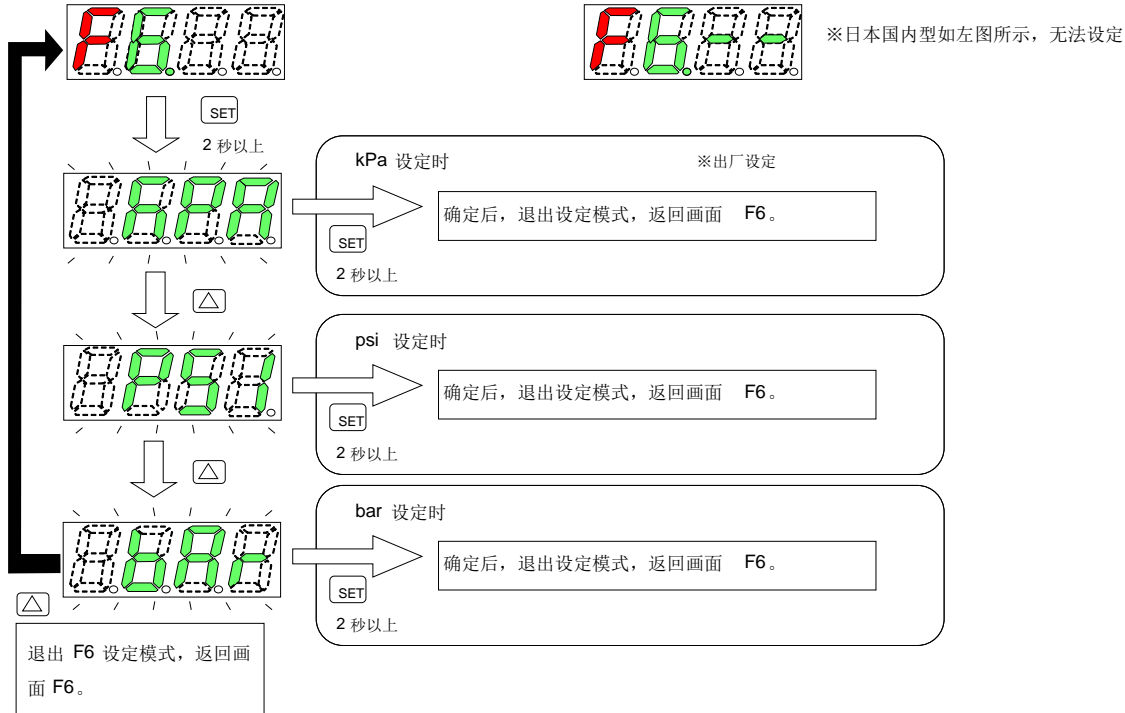 F6.
F6.--
※日本国内型如左图所示，无法设定
SET
2 秒以上
kPa 设定时 ※出厂设定
KPA
确定后，退出设定模式，返回画面 F6。
SET
2 秒以上
△
psi 设定时
PSI
确定后，退出设定模式，返回画面 F6。
SET
2 秒以上
△
bar 设定时
bAr
确定后，退出设定模式，返回画面 F6。
SET
2 秒以上
△
退出 F6 设定模式，返回画
面 F6。